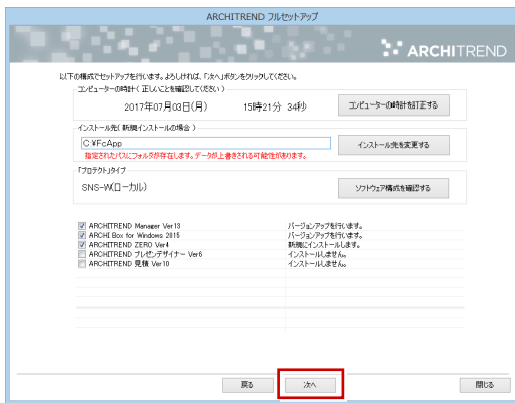 ARCHITREND フルセットアップ
ARCHITREND
以下の構成でセットアップを行います。よろしければ、「次へ」ボタンをクリックしてください。
コンピューターの時計( 正しいことを確認してください )
2017年07月03日(月) 15時21分 34秒 コンピューターの時計を訂正する
インストール先( 新規インストールの場合 )
C:¥FcApp インストール先を変更する
指定されたパスにフォルダが存在します。データが上書きされる可能性があります。
「プロテクト」タイプ
SNS-W(ローカル) ソフトウェア構成を確認する
ARCHITREND Manager Ver13 バージョンアップを行います。
ARCHI Box for Windows 2015 バージョンアップを行います。
ARCHITREND ZERO Ver4 新規にインストールします。
ARCHITREND プレゼンデザイナー Ver6 インストールしません。
ARCHITREND 見積 Ver10 インストールしません。
戻る 次へ 閉じる